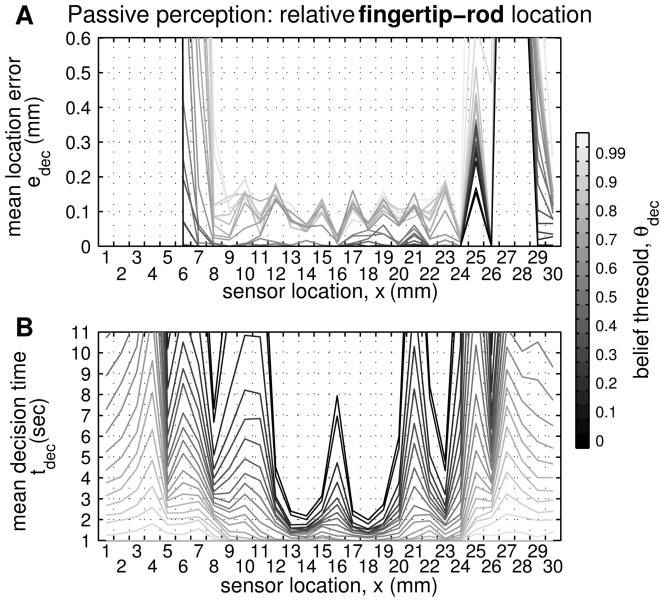 A Passive perception: relative fingertip−rod location
mean location error
e_dec (mm)
0.6
0.5
0.4
0.3
0.2
0.1
0
1 3 5 7 9 11 13 15 17 19 21 23 25 27 29
2 4 6 8 10 12 14 16 18 20 22 24 26 28 30
sensor location, x (mm)
B
mean decision time
t_dec(sec)
11
10
9
8
7
6
5
4
3
2
1
1 3 5 7 9 11 13 15 17 19 21 23 25 27 29
2 4 6 8 10 12 14 16 18 20 22 24 26 28 30
sensor location, x (mm)
0.99
0.9
0.8
0.7
0.6
0.5
0.4
0.3
0.2
0.1
0
belief thresold, θ_dec